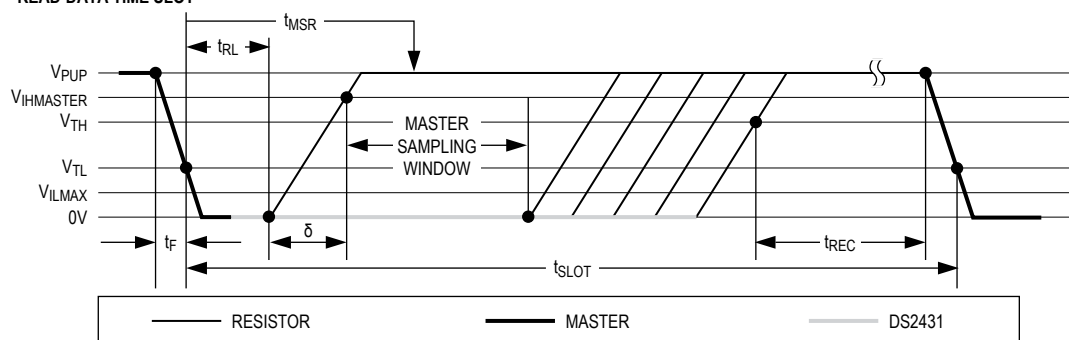 READ DATA TIME SLOT
tMSR
tRL
VPUP
VIHMASTER
VTH
MASTER
SAMPLING
WINDOW
VTL
VILMAX
0V
tF
δ
tREC
tSLOT
RESISTOR MASTER DS2431